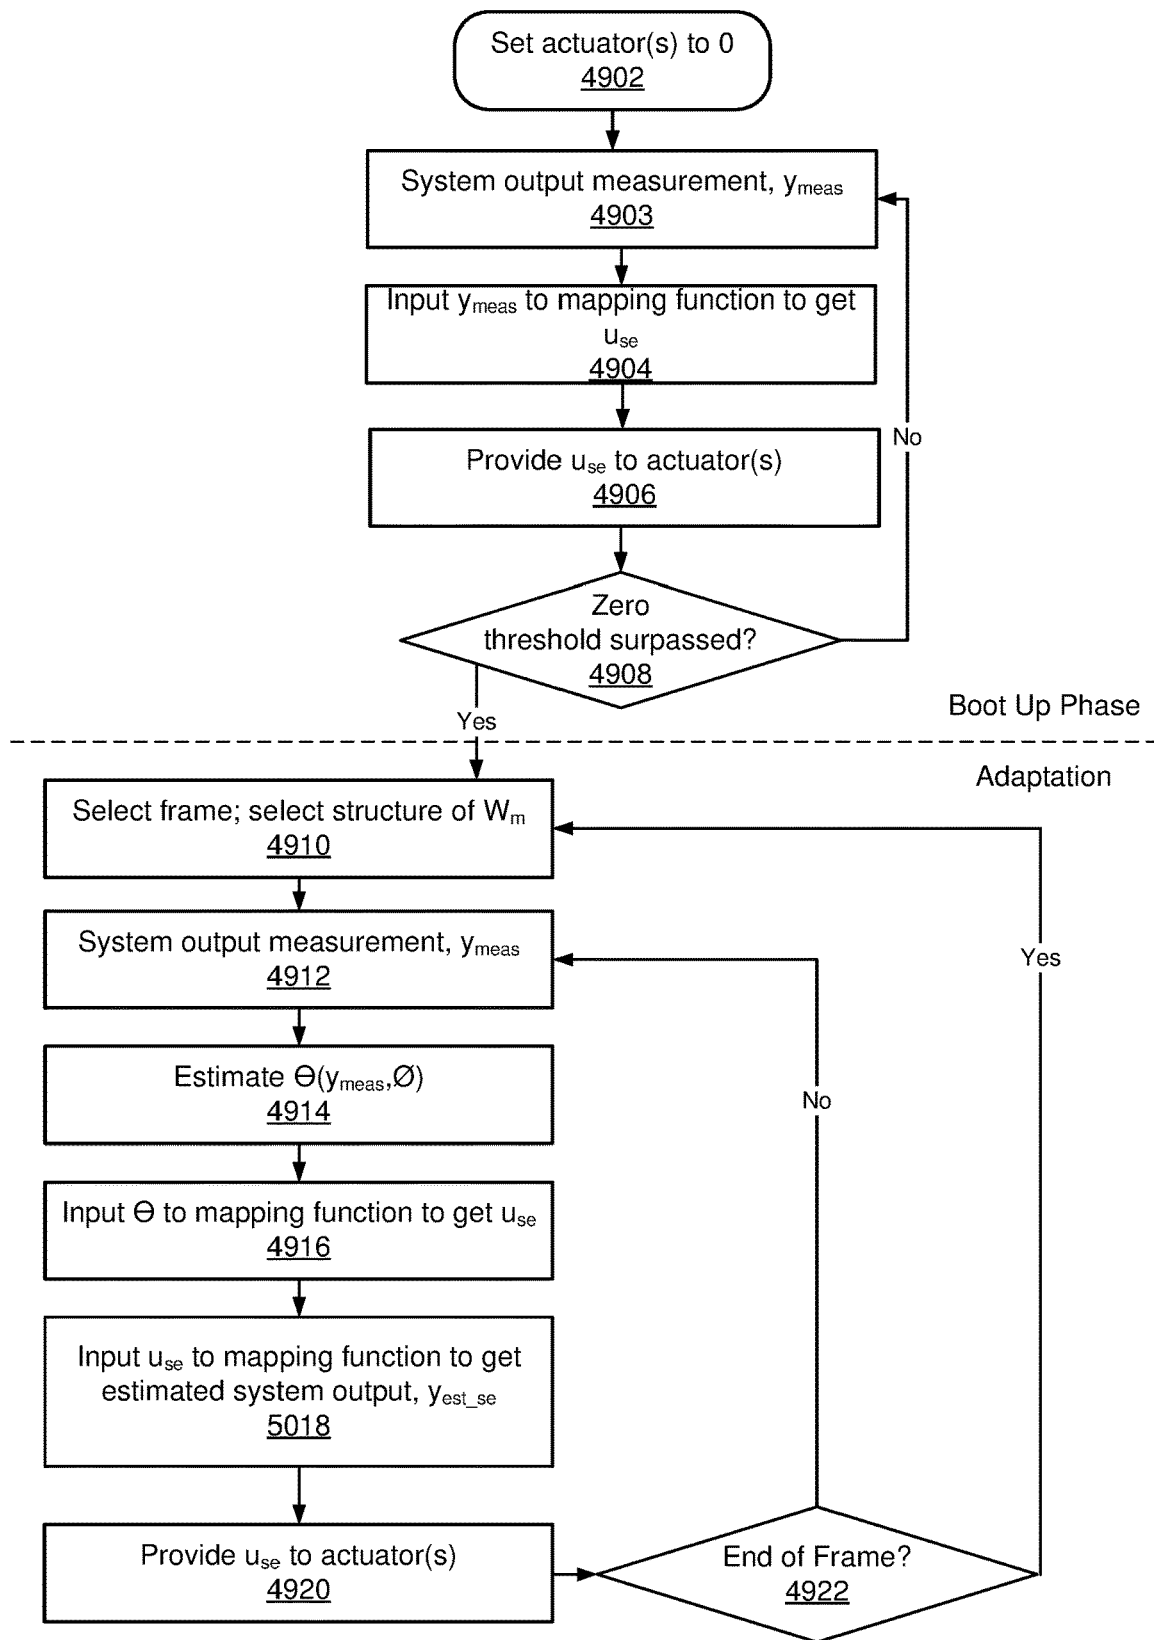 Set actuator(s) to 0
4902
System output measurement, yₘₑₐₛ
4903
Input yₘₑₐₛ to mapping function to get
uₛₑ
4904
Provide uₛₑ to actuator(s)
4906
No
Zero
threshold surpassed?
4908
Yes
Boot Up Phase
Adaptation
Select frame; select structure of Wₘ
4910
System output measurement, yₘₑₐₛ
4912
Yes
Estimate Θ(yₘₑₐₛ,Ø)
4914
No
Input Θ to mapping function to get uₛₑ
4916
Input uₛₑ to mapping function to get
estimated system output, y<sub>est_se</sub>
5018
Provide uₛₑ to actuator(s)
4920
End of Frame?
4922